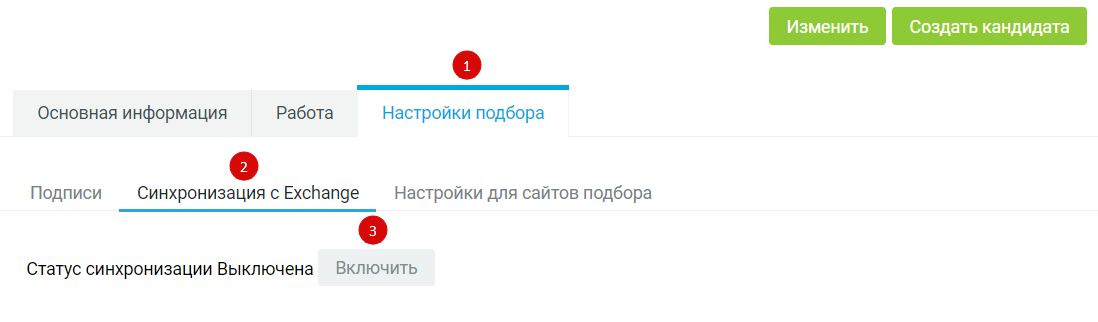 Изменить Создать кандидата
1
Основная информация Работа Настройки подбора
2
Подписи Синхронизация с Exchange Настройки для сайтов подбора
3
Статус синхронизации Выключена Включить